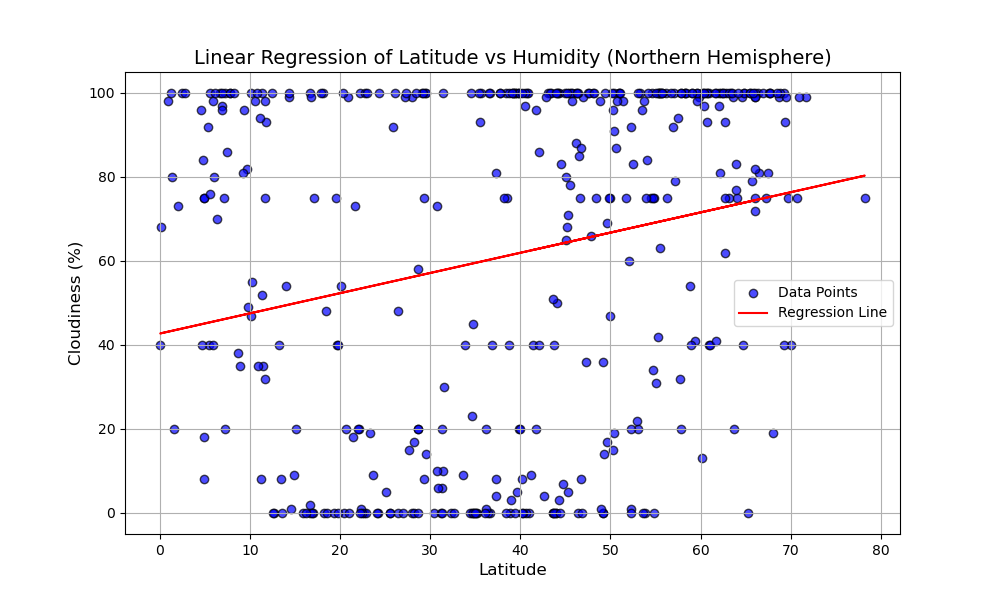 Linear Regression of Latitude vs Humidity (Northern Hemisphere)
Cloudiness (%)
100
80
60
40
20
0
Data Points
Regression Line
0 10 20 30 40 50 60 70 80
Latitude